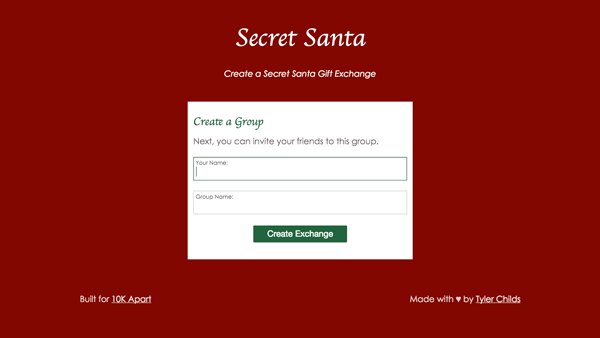 Secret Santa
Create a Secret Santa Gift Exchange
Create a Group
Next, you can invite your friends to this group.
Your Name:
Group Name:
Create Exchange
Built for 10K Apart
Made with ♥ by Tyler Childs